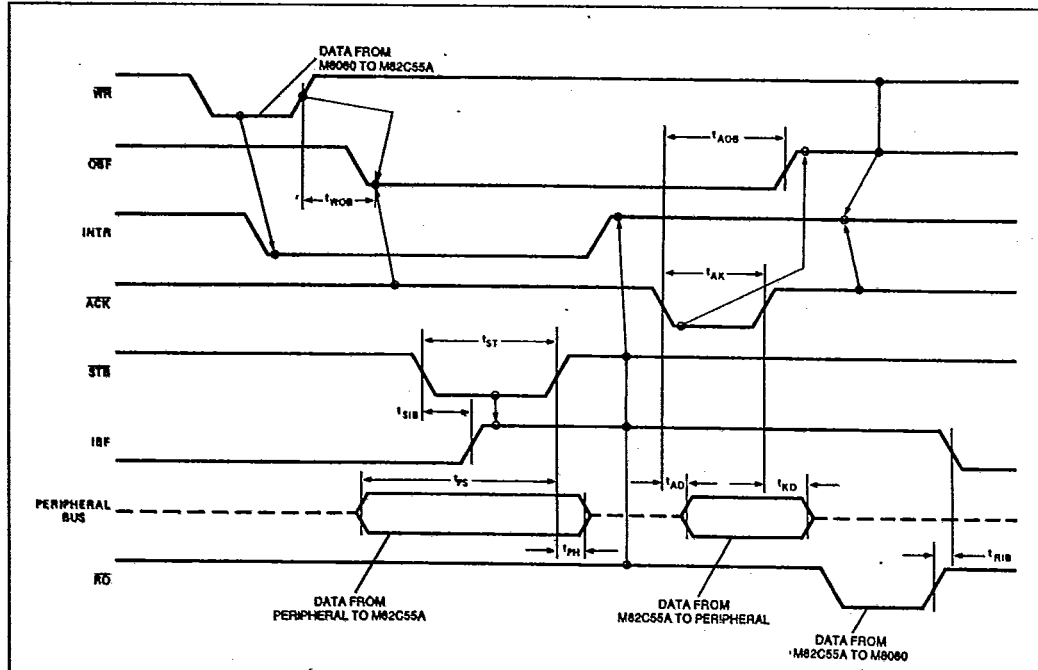 DATA FROM
M8080 TO M82C55A
WR
tAOB
OBF
tWOB
INTR
tAK
ACK
tST
STB
tSIB
IBF
tPS
tAD
tKD
PERIPHERAL
BUS
tPH
tRIB
RD
DATA FROM
PERIPHERAL TO M82C55A
DATA FROM
M82C55A TO PERIPHERAL
DATA FROM
M82C55A TO M8080